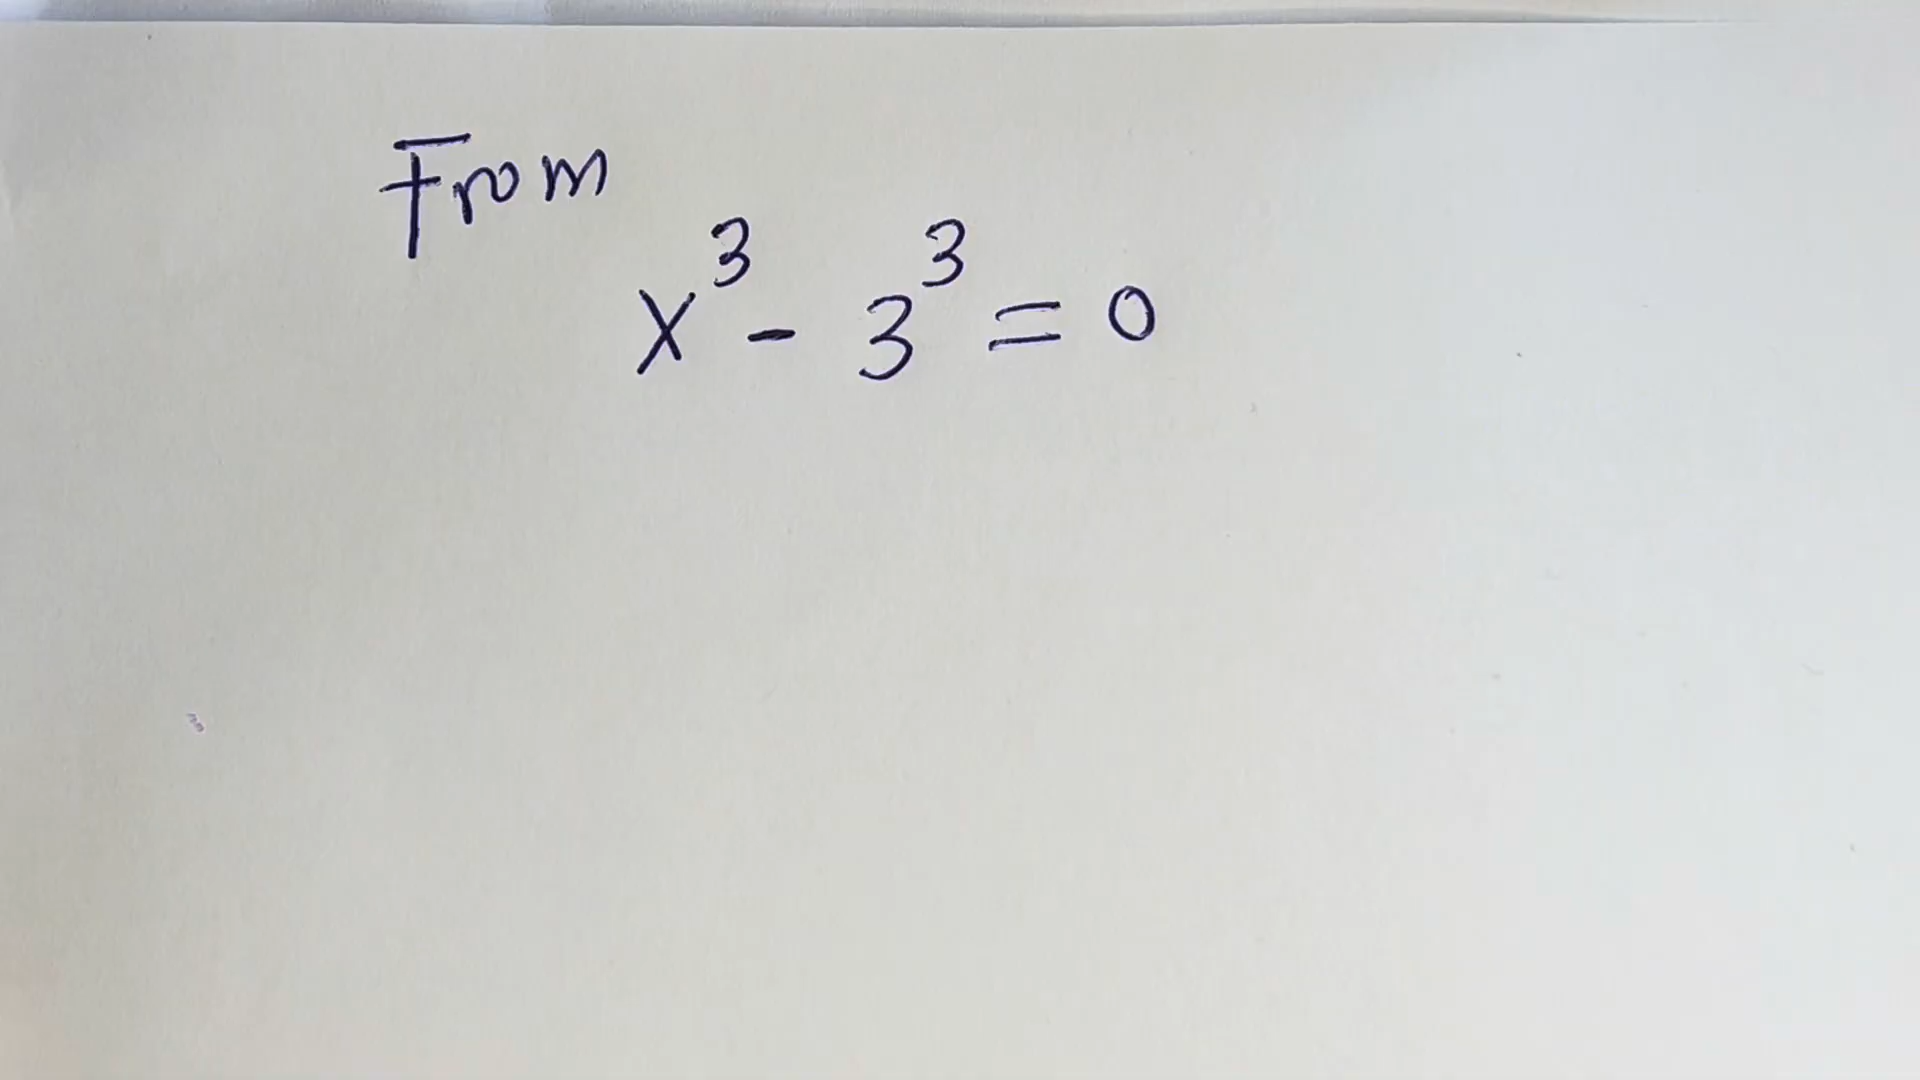 From
x³ - 3³ = 0